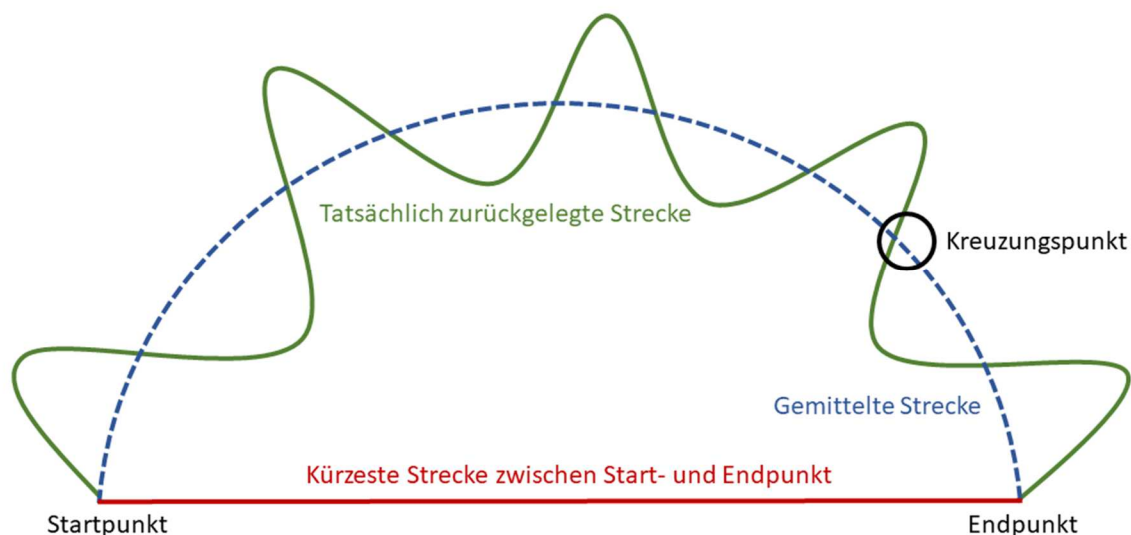 Tatsächlich zurückgelegte Strecke
Kreuzungspunkt
Gemittelte Strecke
Kürzeste Strecke zwischen Start- und Endpunkt
Startpunkt
Endpunkt